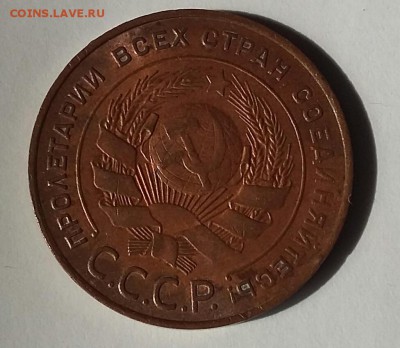 COINS.LAVE.RU
ПРОЛЕТАРИИ ВСЕХ СТРАН СОЕДИНЯЙТЕСЬ
С.С.С.Р.